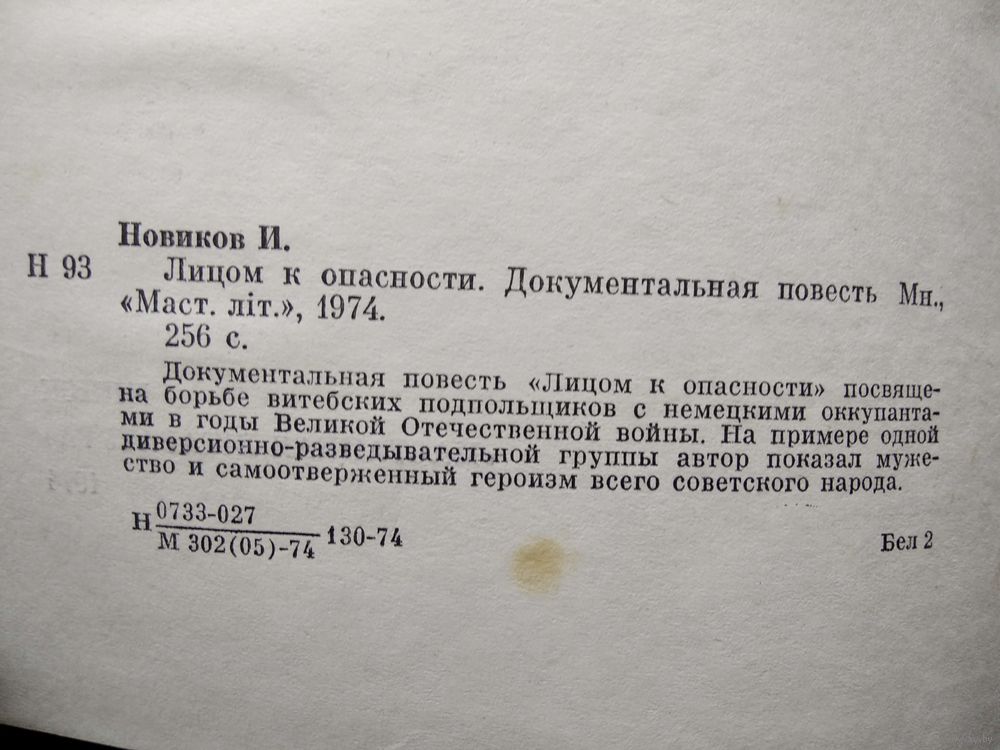 Новиков И.
Н 93 Лицом к опасности. Документальная повесть Мн.,
«Маст. літ.», 1974.
256 с.
Документальная повесть «Лицом к опасности» посвяще-
на борьбе витебских подпольщиков с немецкими оккупанта-
ми в годы Великой Отечественной войны. На примере одной
диверсионно-разведывательной группы автор показал муже-
ство и самоотверженный героизм всего советского народа.
Н 0733-027
М 302(05)-74 130-74
Бел 2